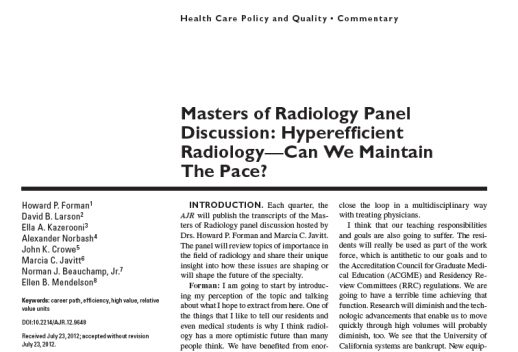 Health Care Policy and Quality • Commentary
Masters of Radiology Panel
Discussion: Hyperefficient
Radiology—Can We Maintain
The Pace?
Howard P. Forman1
David B. Larson2
Ella A. Kazerooni3
Alexander Norbash4
John K. Crowe5
Marcia C. Javitt6
Norman J. Beauchamp, Jr.7
Ellen B. Mendelson8
Keywords: career path, efficiency, high value, relative
value units
DOI:10.2214/AJR.12.9649
Received July 23, 2012; accepted without revision
July 23, 2012.
INTRODUCTION. Each quarter, the
AJR will publish the transcripts of the Mas-
ters of Radiology panel discussion hosted by
Drs. Howard P. Forman and Marcia C. Javitt.
The panel will review topics of importance in
the field of radiology and share their unique
insight into how these issues are shaping or
will shape the future of the specialty.
Forman: I am going to start by introduc-
ing my perception of the topic and talking
about what I hope to extract from here. One of
the things that I like to tell our residents and
even medical students is why I think radiol-
ogy has a more optimistic future than many
people think. We have benefited from enor-
close the loop in a multidisciplinary way
with treating physicians.
I think that our teaching responsibilities
and goals are also going to suffer. The resi-
dents will really be used as part of the work
force, which is antithetic to our goals and to
the Accreditation Council for Graduate Medi-
cal Education (ACGME) and Residency Re-
view Committees (RRC) regulations. We are
going to have a terrible time achieving that
function. Research will diminish and the tech-
nologic advancements that enable us to move
quickly through high volumes will probably
diminish, too. We see that the University of
California systems are bankrupt. New equip-